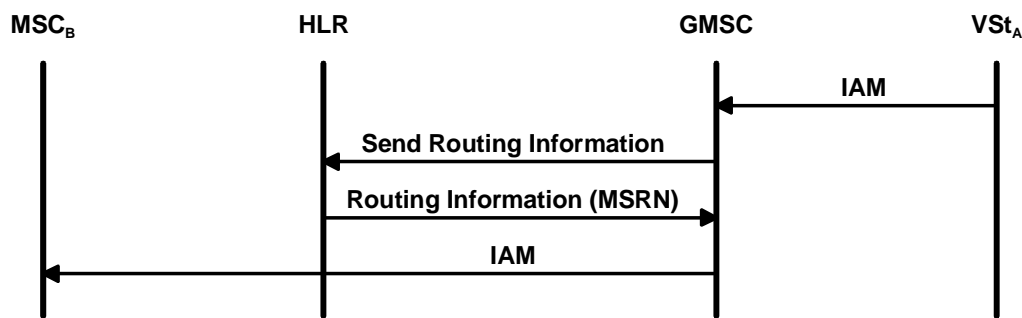 MSC_B HLR GMSC VSt_A
IAM
Send Routing Information
Routing Information (MSRN)
IAM